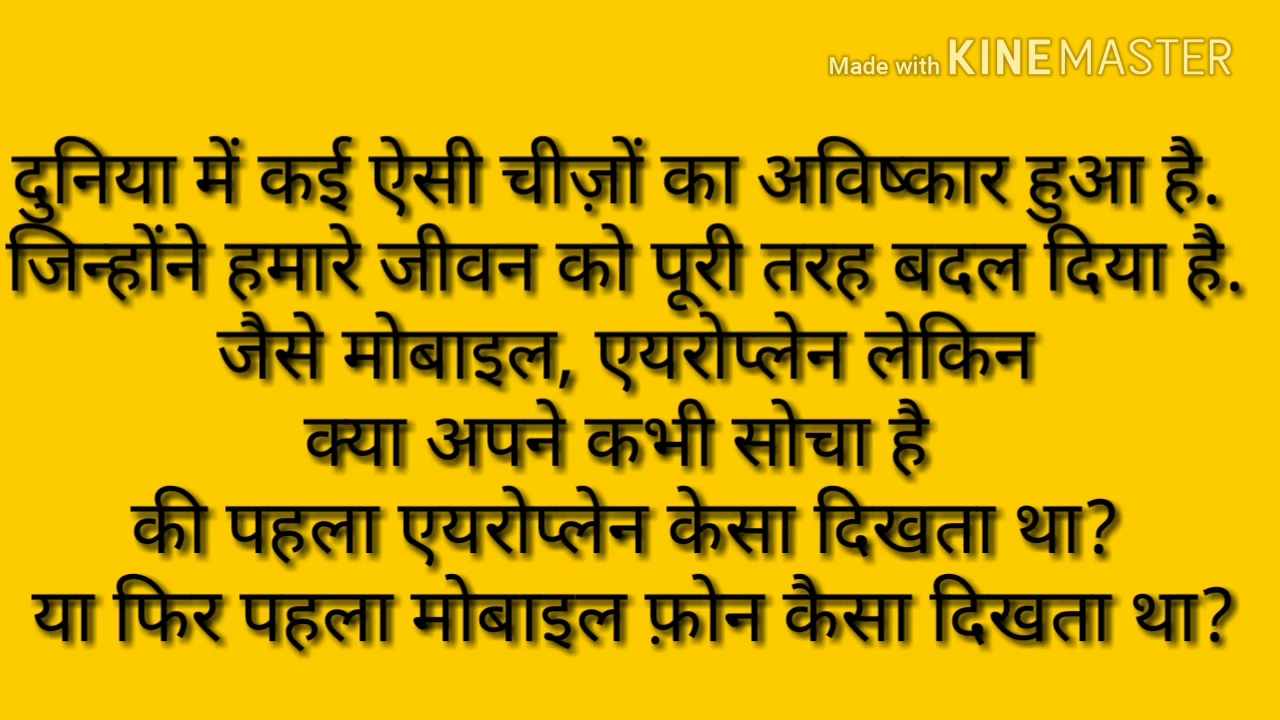 Made with KINEMASTER
दुनिया में कई ऐसी चीज़ों का अविष्कार हुआ है.
जिन्होंने हमारे जीवन को पूरी तरह बदल दिया है.
जैसे मोबाइल, एयरोप्लेन लेकिन
क्या अपने कभी सोचा है
की पहला एयरोप्लेन केसा दिखता था?
या फिर पहला मोबाइल फ़ोन कैसा दिखता था?